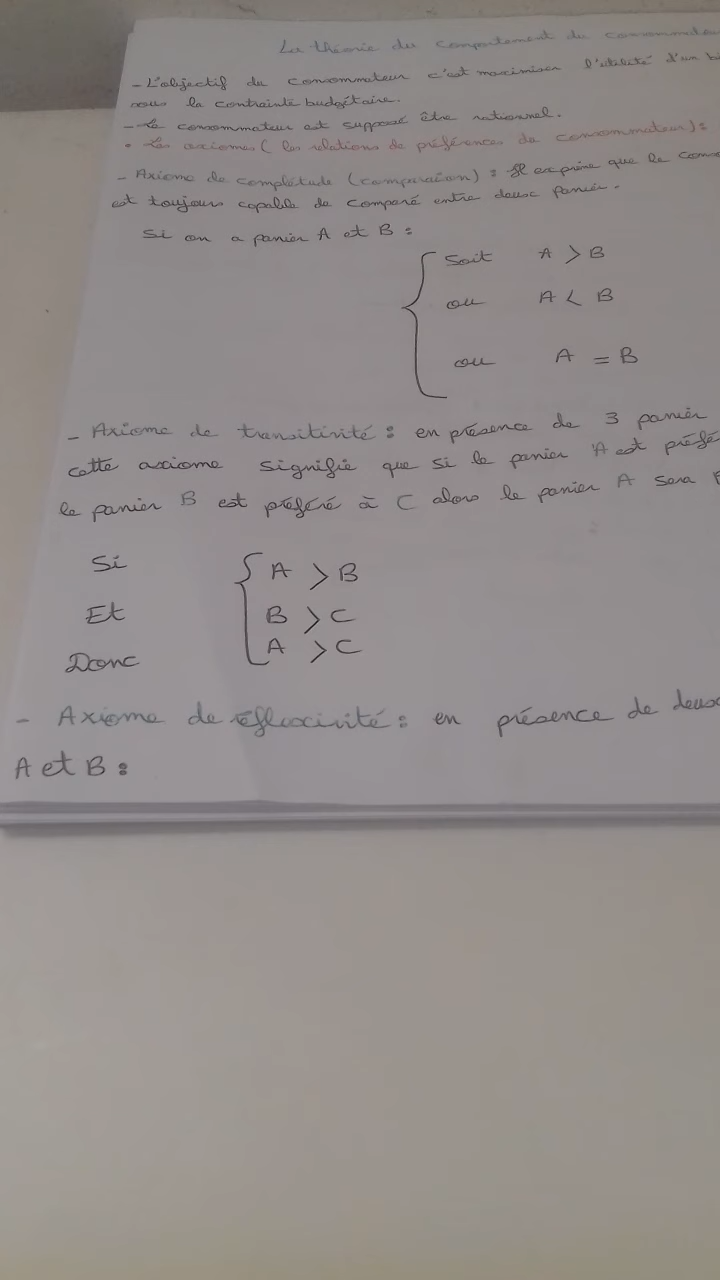 La théorie du comportement du consommateu
- L'objectif du consommateur c'est maximiser l'utilité d'un b
sous la contrainte budgétaire.
- Le consommateur est supposé être rationnel.
• Les axiomes (les relations de préférences du consommateur) :
- Axiome de complétude (comparaison) : Il exprime que le cons
est toujours capable de comparé entre deux panier.
Si on a panier A et B :
Soit A > B
ou A < B
ou A = B
- Axiome de transitivité : en présence de 3 panier
cette axiome signifie que si le panier A est préfé
le panier B est préféré à C alors le panier A sera
Si A > B
Et B > C
Donc A > C
- Axiome de réflexivité : en présence de deux
A et B :